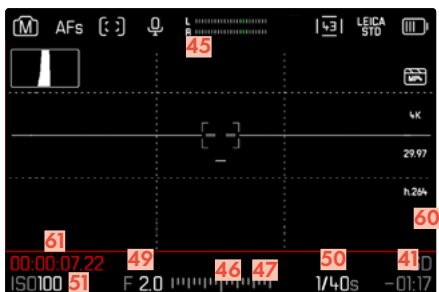 M AFs L R 43 LEICA STD
45
MP4
4K
29.97
h.264
60
61 49 46 47 50 41
00:00:07.22
ISO100 51 F 2.0 1/40s -01:17